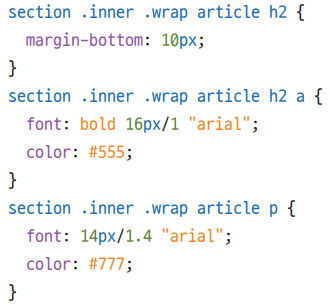 section .inner .wrap article h2 {
  margin-bottom: 10px;
}
section .inner .wrap article h2 a {
  font: bold 16px/1 "arial";
  color: #555;
}
section .inner .wrap article p {
  font: 14px/1.4 "arial";
  color: #777;
}